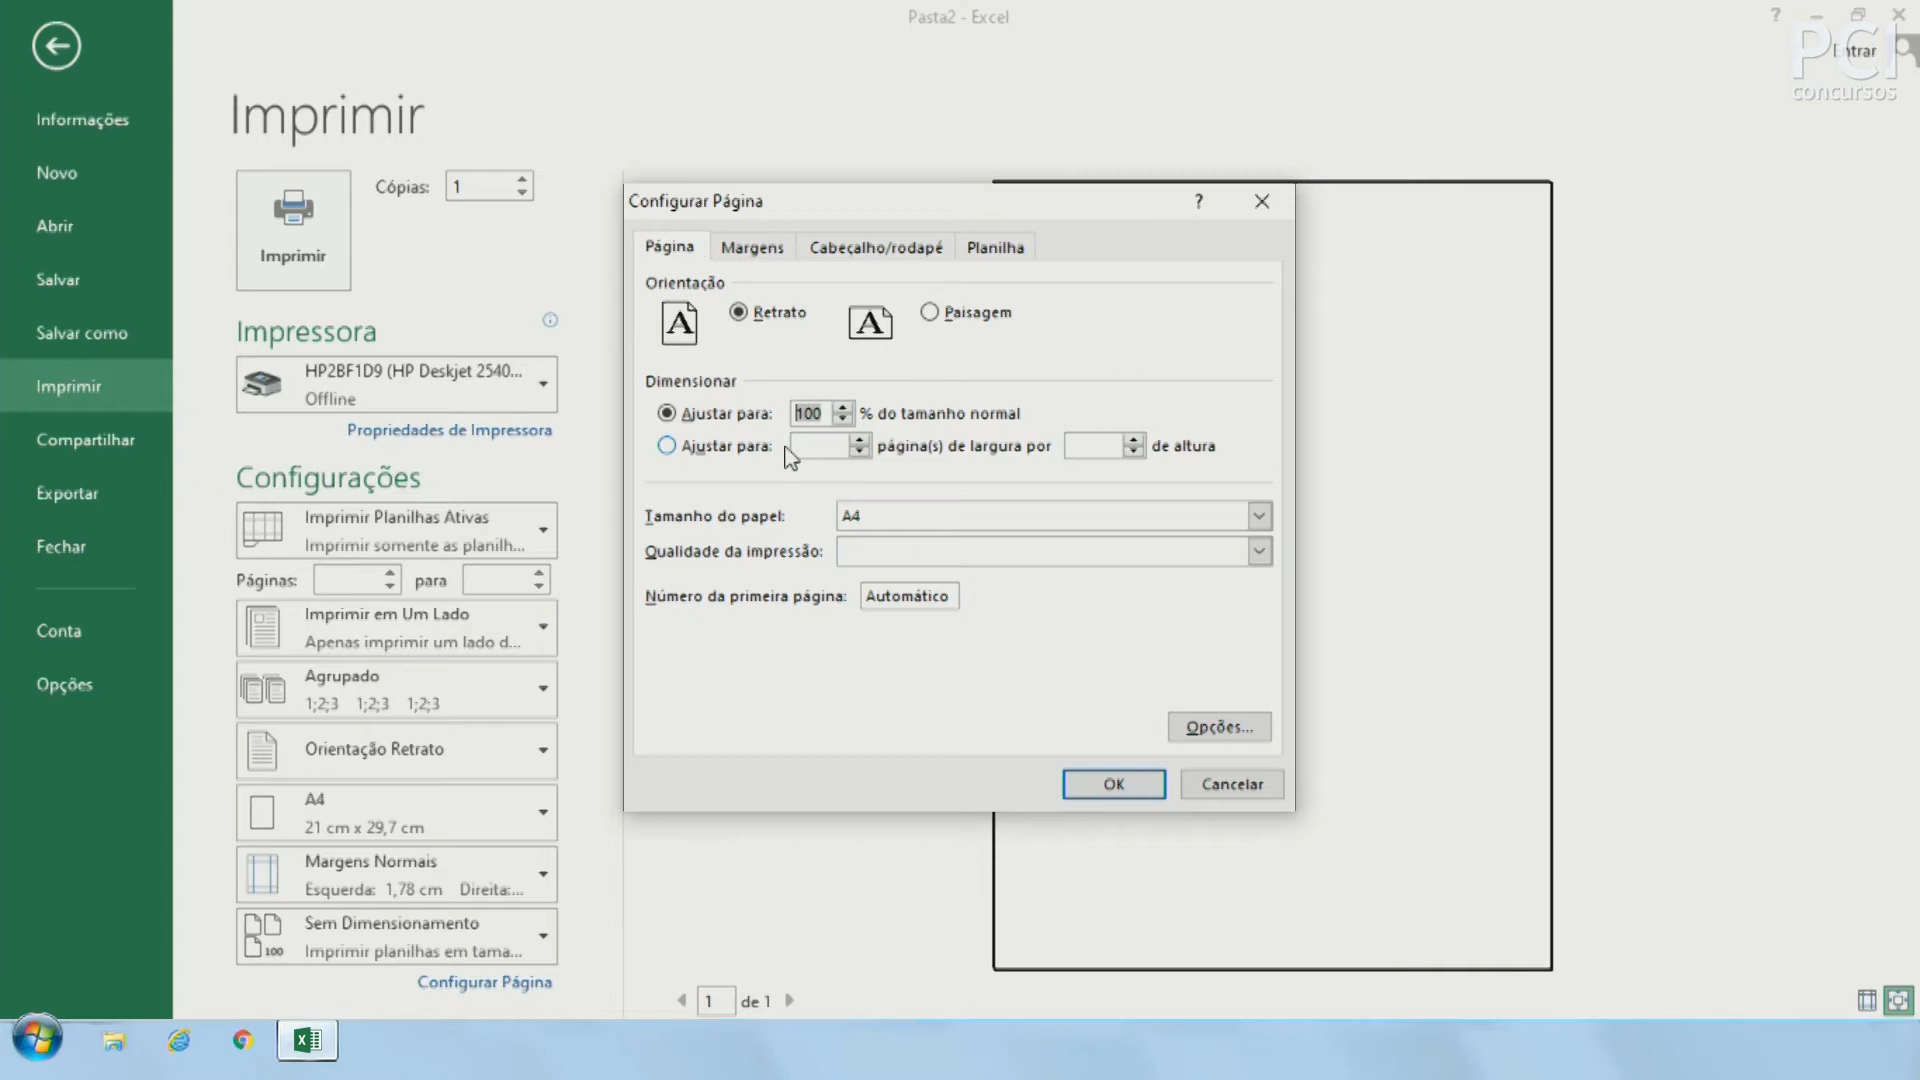 Pasta2 - Excel
?
Entrar
PCI
concursos
Informações
Novo
Abrir
Salvar
Salvar como
Imprimir
Compartilhar
Exportar
Fechar
Conta
Opções
Imprimir
Imprimir
Cópias: 1
Impressora
HP2BF1D9 (HP Deskjet 2540...
Offline
Propriedades de Impressora
Configurações
Imprimir Planilhas Ativas
Imprimir somente as planilh...
Páginas: para
Imprimir em Um Lado
Apenas imprimir um lado d...
Agrupado
1;2;3 1;2;3 1;2;3
Orientação Retrato
A4
21 cm x 29,7 cm
Margens Normais
Esquerda: 1,78 cm Direita:...
Sem Dimensionamento
100
Imprimir planilhas em tama...
Configurar Página
Configurar Página
?
Página Margens Cabeçalho/rodapé Planilha
Orientação
A Retrato A Paisagem
Dimensionar
Ajustar para: 100 % do tamanho normal
Ajustar para: página(s) de largura por de altura
Tamanho do papel: A4
Qualidade da impressão:
Número da primeira página: Automático
Opções...
OK Cancelar
1 de 1